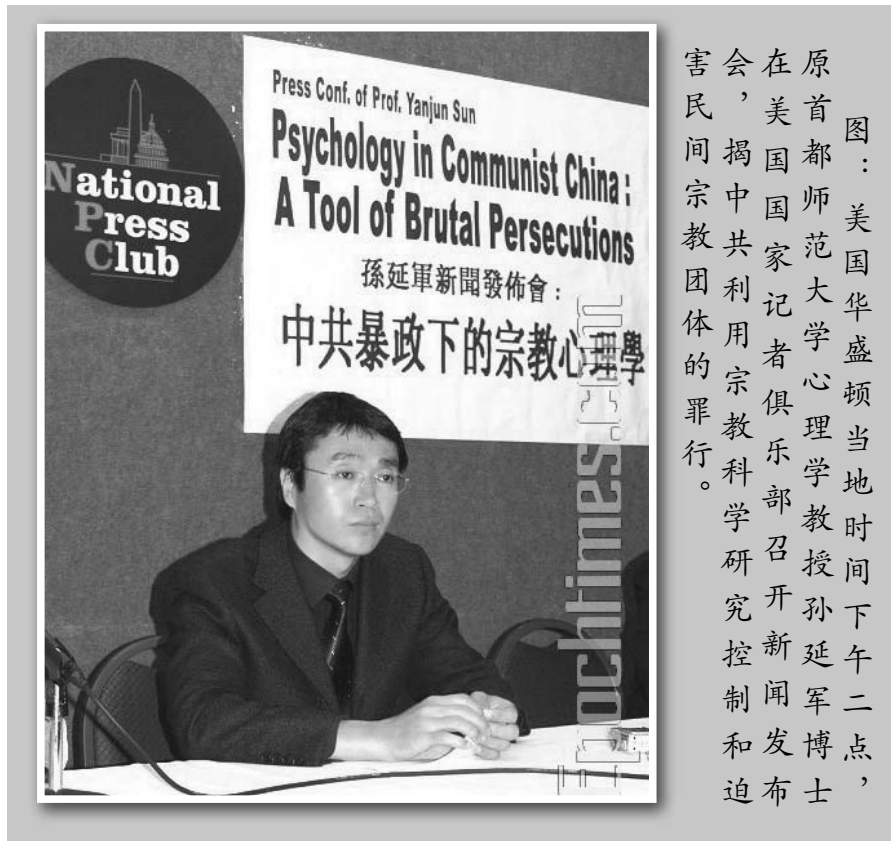 National
Press
Club
Press Conf. of Prof. Yanjun Sun
Psychology in Communist China :
A Tool of Brutal Persecutions
孫延軍新聞發佈會：
中共暴政下的宗教心理學
Epochtimes.com
图：美国华盛顿当地时间下午二点，
原首都师范大学心理学教授孙延军博士
在美国国家记者俱乐部召开新闻发布
会，揭中共利用宗教科学研究控制和迫
害民间宗教团体的罪行。